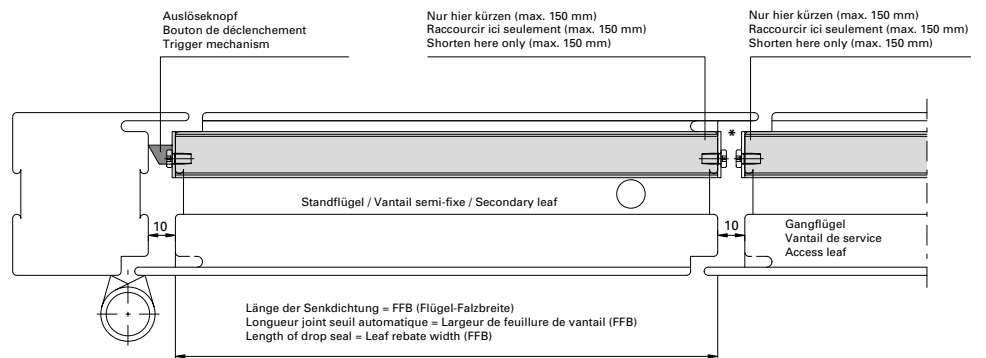 Auslöseknopf
Bouton de déclenchement
Trigger mechanism
Nur hier kürzen (max. 150 mm)
Raccourcir ici seulement (max. 150 mm)
Shorten here only (max. 150 mm)
Nur hier kürzen (max. 150 mm)
Raccourcir ici seulement (max. 150 mm)
Shorten here only (max. 150 mm)
*
Standflügel / Vantail semi-fixe / Secondary leaf
10
10
Gangflügel
Vantail de service
Access leaf
Länge der Senkdichtung = FFB (Flügel-Falzbreite)
Longueur joint seuil automatique = Largeur de feuillure de vantail (FFB)
Length of drop seal = Leaf rebate width (FFB)